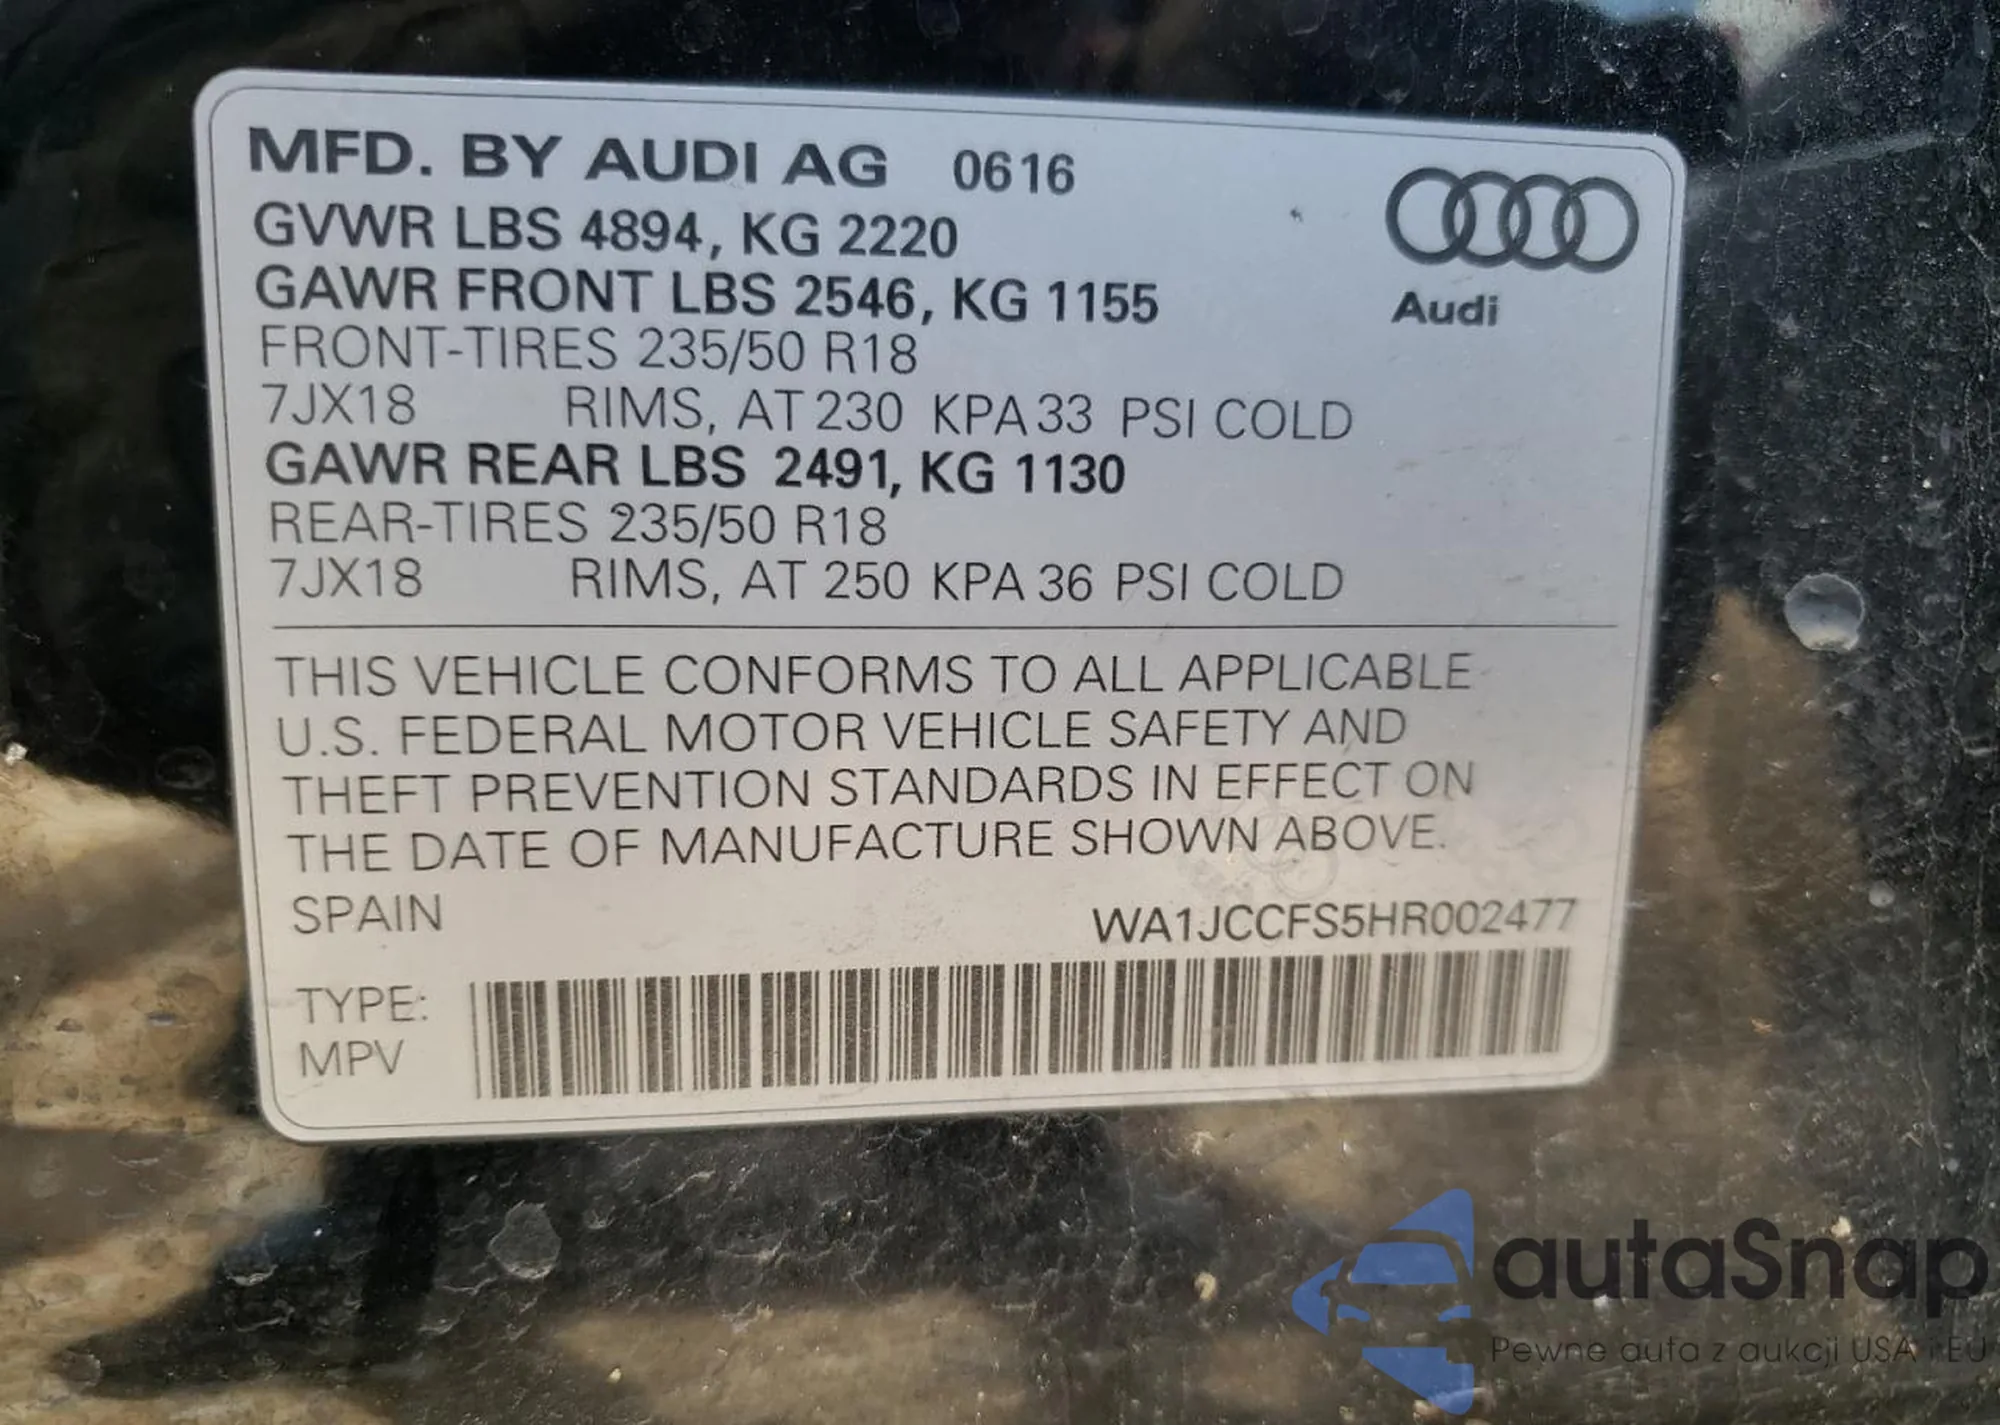 MFD. BY AUDI AG 0616
GVWR LBS 4894, KG 2220
GAWR FRONT LBS 2546, KG 1155
Audi
FRONT-TIRES 235/50 R18
7JX18 RIMS, AT 230 KPA 33 PSI COLD
GAWR REAR LBS 2491, KG 1130
REAR-TIRES 235/50 R18
7JX18 RIMS, AT 250 KPA 36 PSI COLD
THIS VEHICLE CONFORMS TO ALL APPLICABLE
U.S. FEDERAL MOTOR VEHICLE SAFETY AND
THEFT PREVENTION STANDARDS IN EFFECT ON
THE DATE OF MANUFACTURE SHOWN ABOVE.
SPAIN WA1JCCFS5HR002477
TYPE:
MPV
autaSnap
Pewne auta z aukcji USA i EU